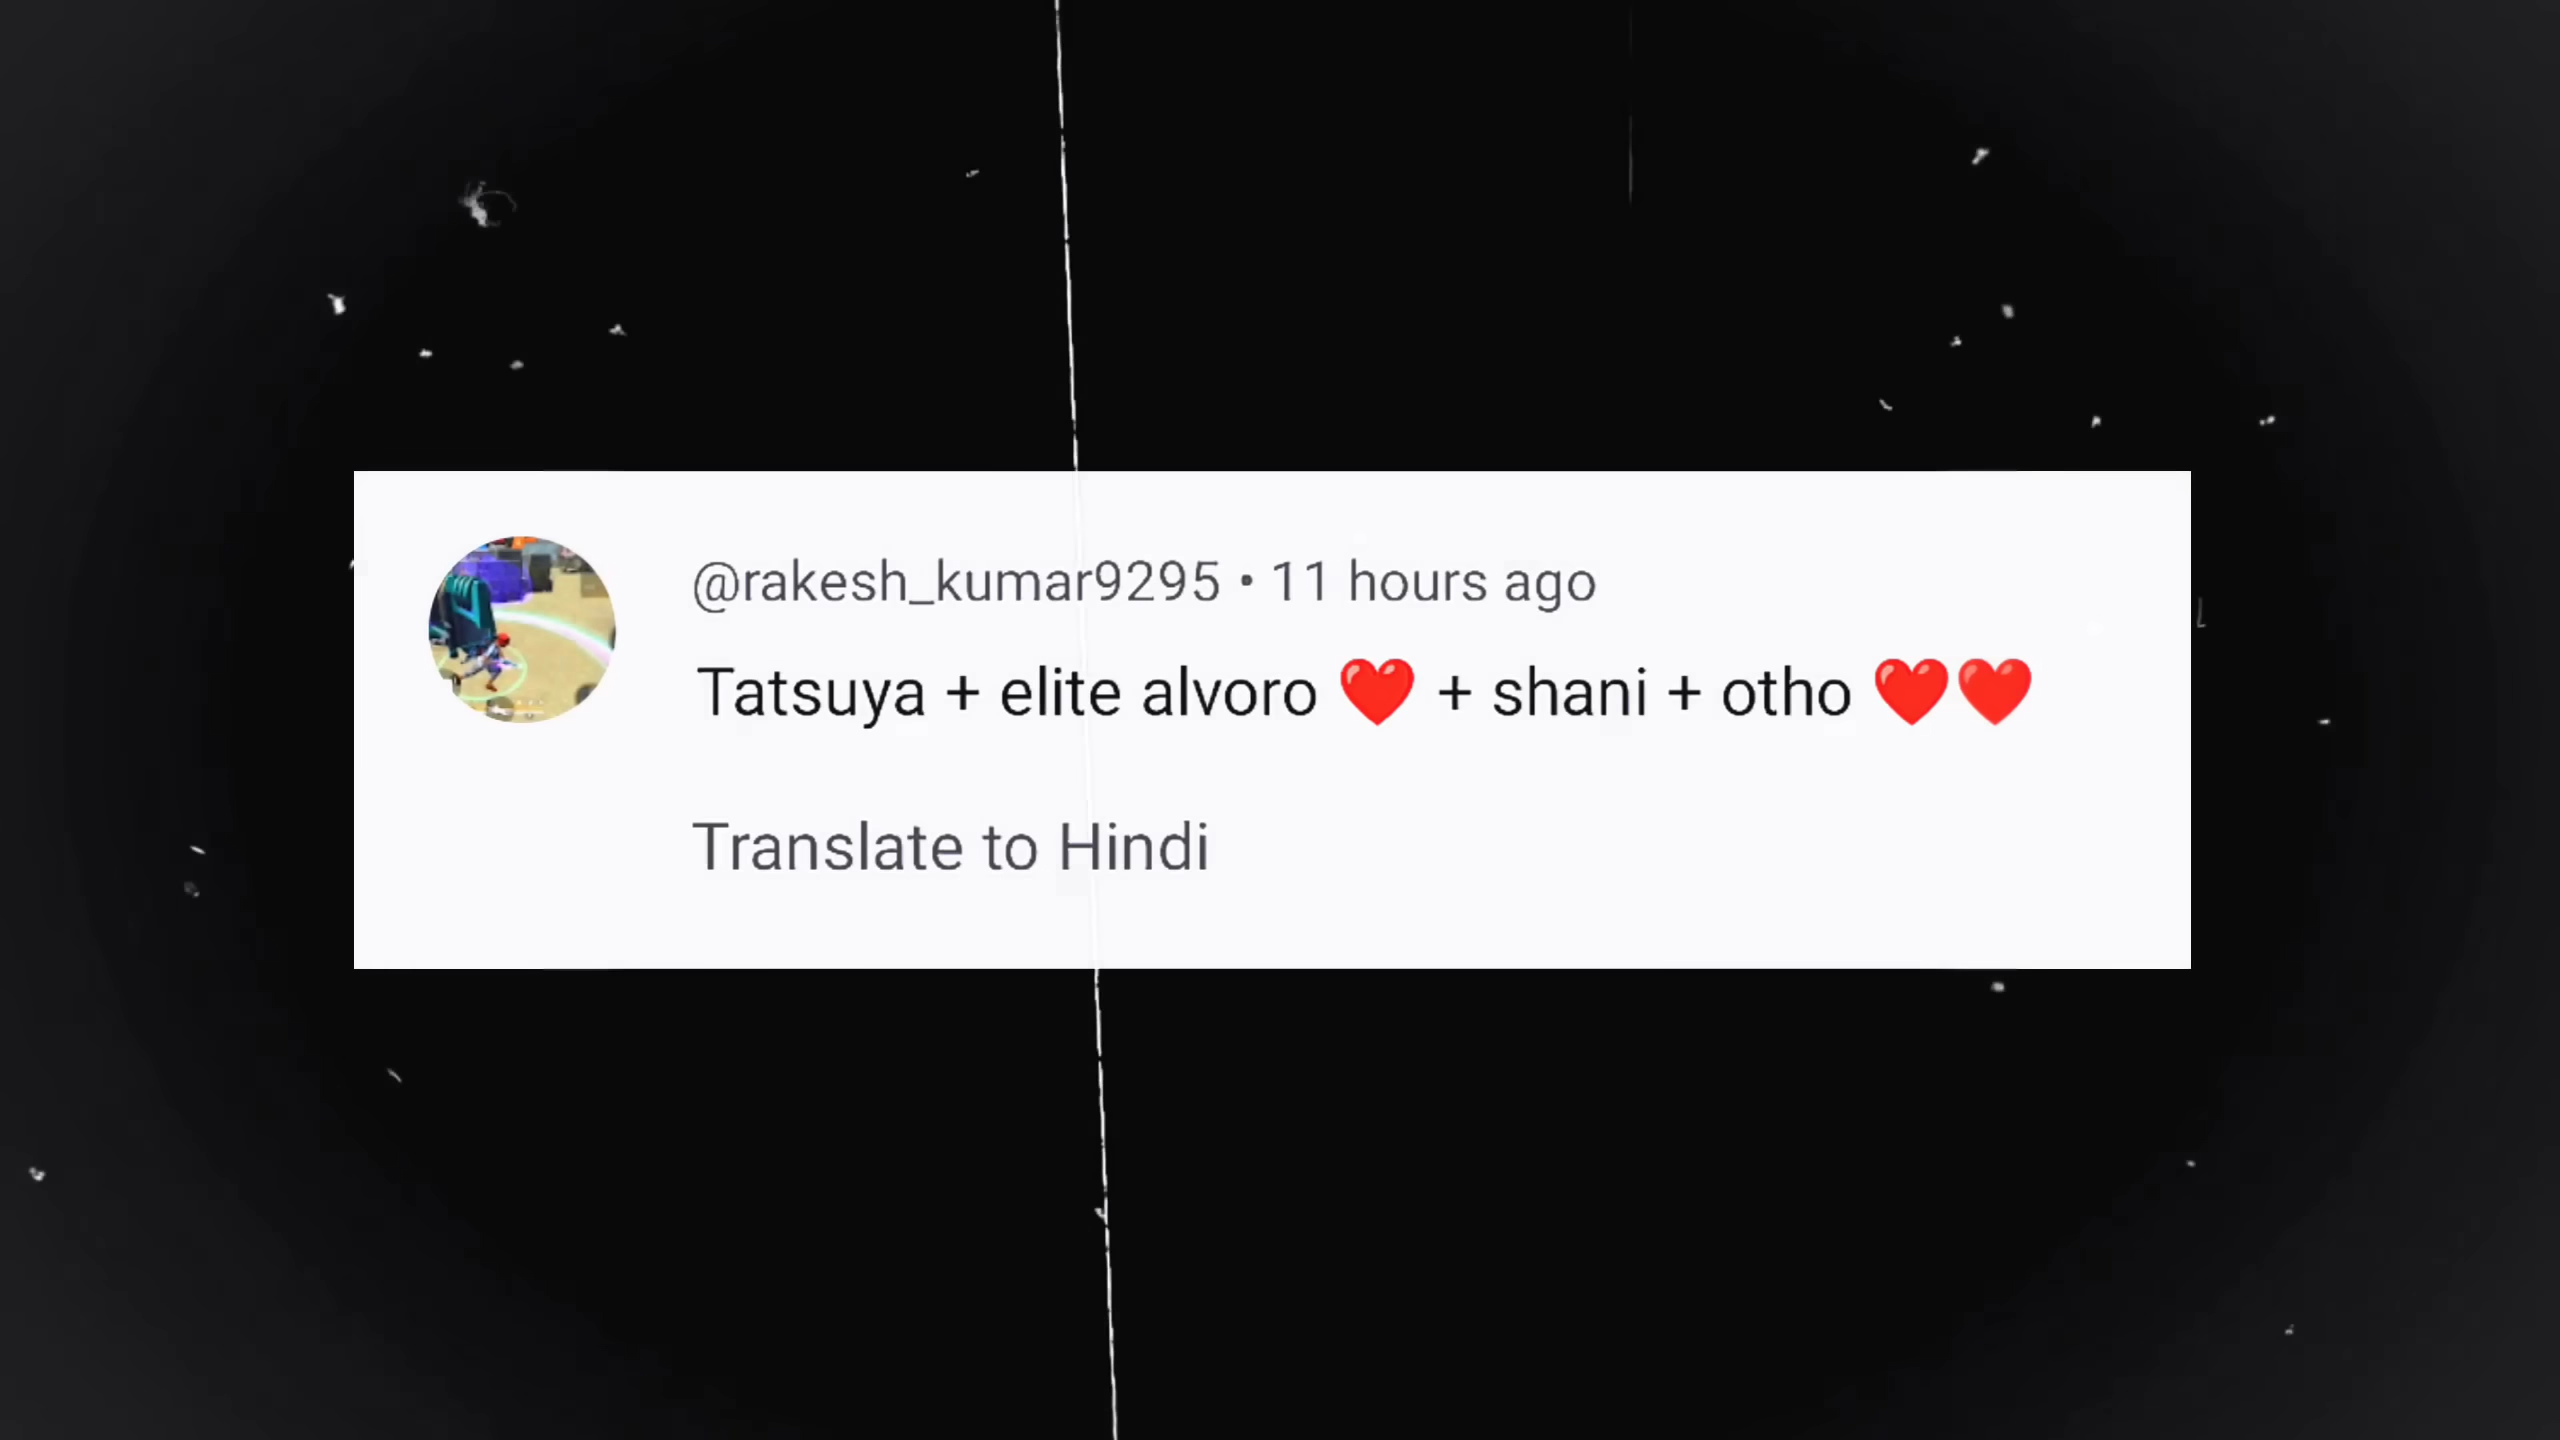 @rakesh_kumar9295 • 11 hours ago
Tatsuya + elite alvoro ❤️ + shani + otho ❤️❤️
Translate to Hindi